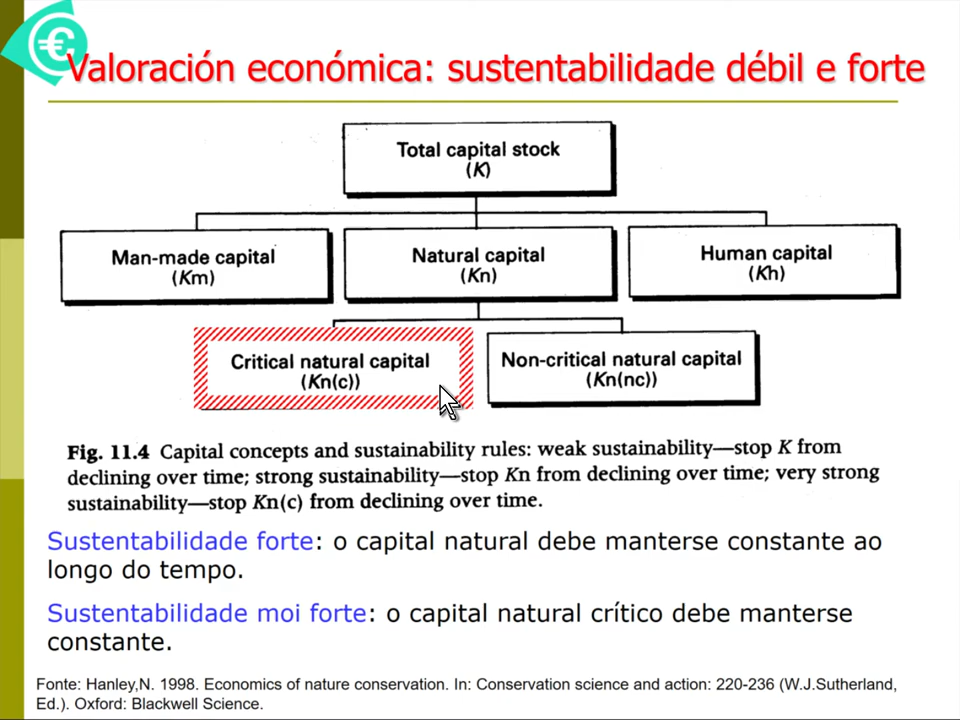 €
Valoración económica: sustentabilidade débil e forte
Total capital stock
(K)
Man-made capital
(Km)
Natural capital
(Kn)
Human capital
(Kh)
Critical natural capital
(Kn(c))
Non-critical natural capital
(Kn(nc))
Fig. 11.4 Capital concepts and sustainability rules: weak sustainability—stop K from
declining over time; strong sustainability—stop Kn from declining over time; very strong
sustainability—stop Kn(c) from declining over time.
Sustentabilidade forte: o capital natural debe manterse constante ao
longo do tempo.
Sustentabilidade moi forte: o capital natural crítico debe manterse
constante.
Fonte: Hanley,N. 1998. Economics of nature conservation. In: Conservation science and action: 220-236 (W.J.Sutherland,
Ed.). Oxford: Blackwell Science.